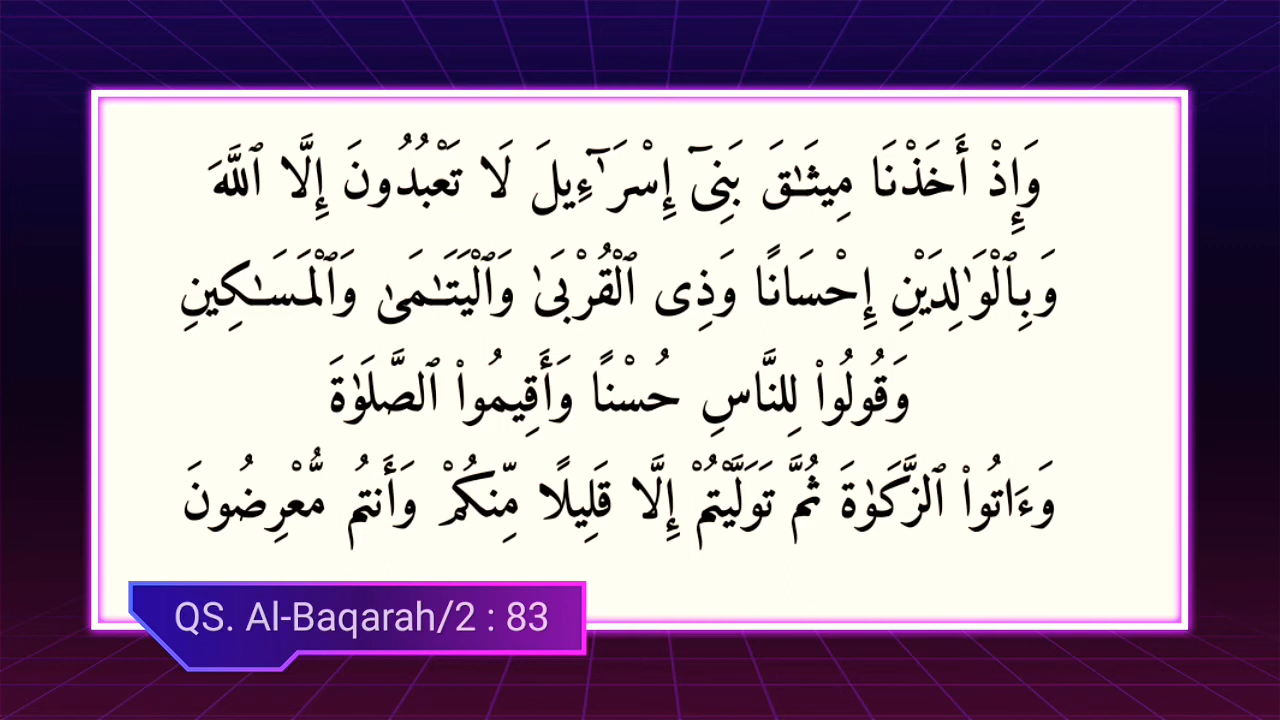 وَإِذْ أَخَذْنَا مِيثَـٰقَ بَنِىٓ إِسْرَٰٓءِيلَ لَا تَعْبُدُونَ إِلَّا ٱللَّهَ
وَبِٱلْوَٰلِدَيْنِ إِحْسَانًا وَذِى ٱلْقُرْبَىٰ وَٱلْيَتَـٰمَىٰ وَٱلْمَسَـٰكِينِ
وَقُولُوا۟ لِلنَّاسِ حُسْنًا وَأَقِيمُوا۟ ٱلصَّلَوٰةَ
وَءَاتُوا۟ ٱلزَّكَوٰةَ ثُمَّ تَوَلَّيْتُمْ إِلَّا قَلِيلًا مِّنكُمْ وَأَنتُم مُّعْرِضُونَ
QS. Al-Baqarah/2 : 83